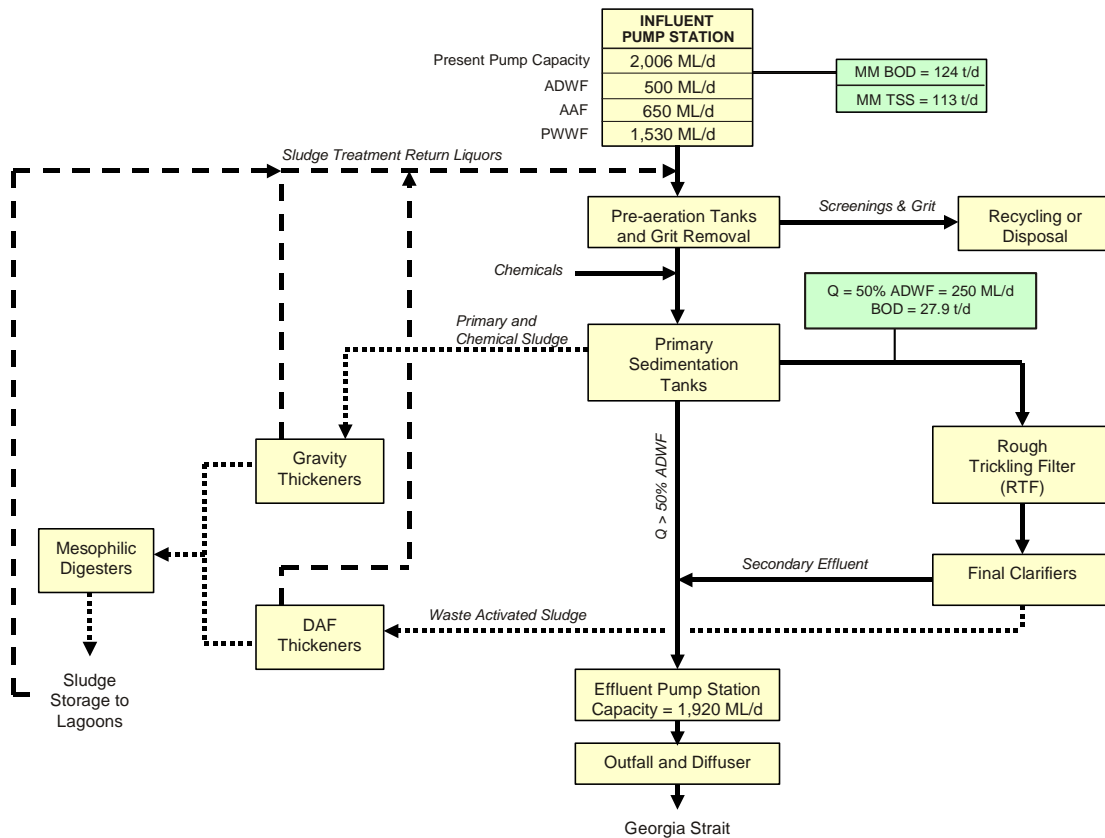 INFLUENT
PUMP STATION
Present Pump Capacity
2,006 ML/d
ADWF
500 ML/d
AAF
650 ML/d
PWWF
1,530 ML/d
MM BOD = 124 t/d
MM TSS = 113 t/d
Sludge Treatment Return Liquors
Pre-aeration Tanks
and Grit Removal
Screenings & Grit
Recycling or
Disposal
Chemicals
Q = 50% ADWF = 250 ML/d
BOD = 27.9 t/d
Primary and
Chemical Sludge
Primary
Sedimentation
Tanks
Gravity
Thickeners
Q > 50% ADWF
Rough
Trickling Filter
(RTF)
Mesophilic
Digesters
Secondary Effluent
Final Clarifiers
Waste Activated Sludge
DAF
Thickeners
Sludge
Storage to
Lagoons
Effluent Pump Station
Capacity = 1,920 ML/d
Outfall and Diffuser
Georgia Strait